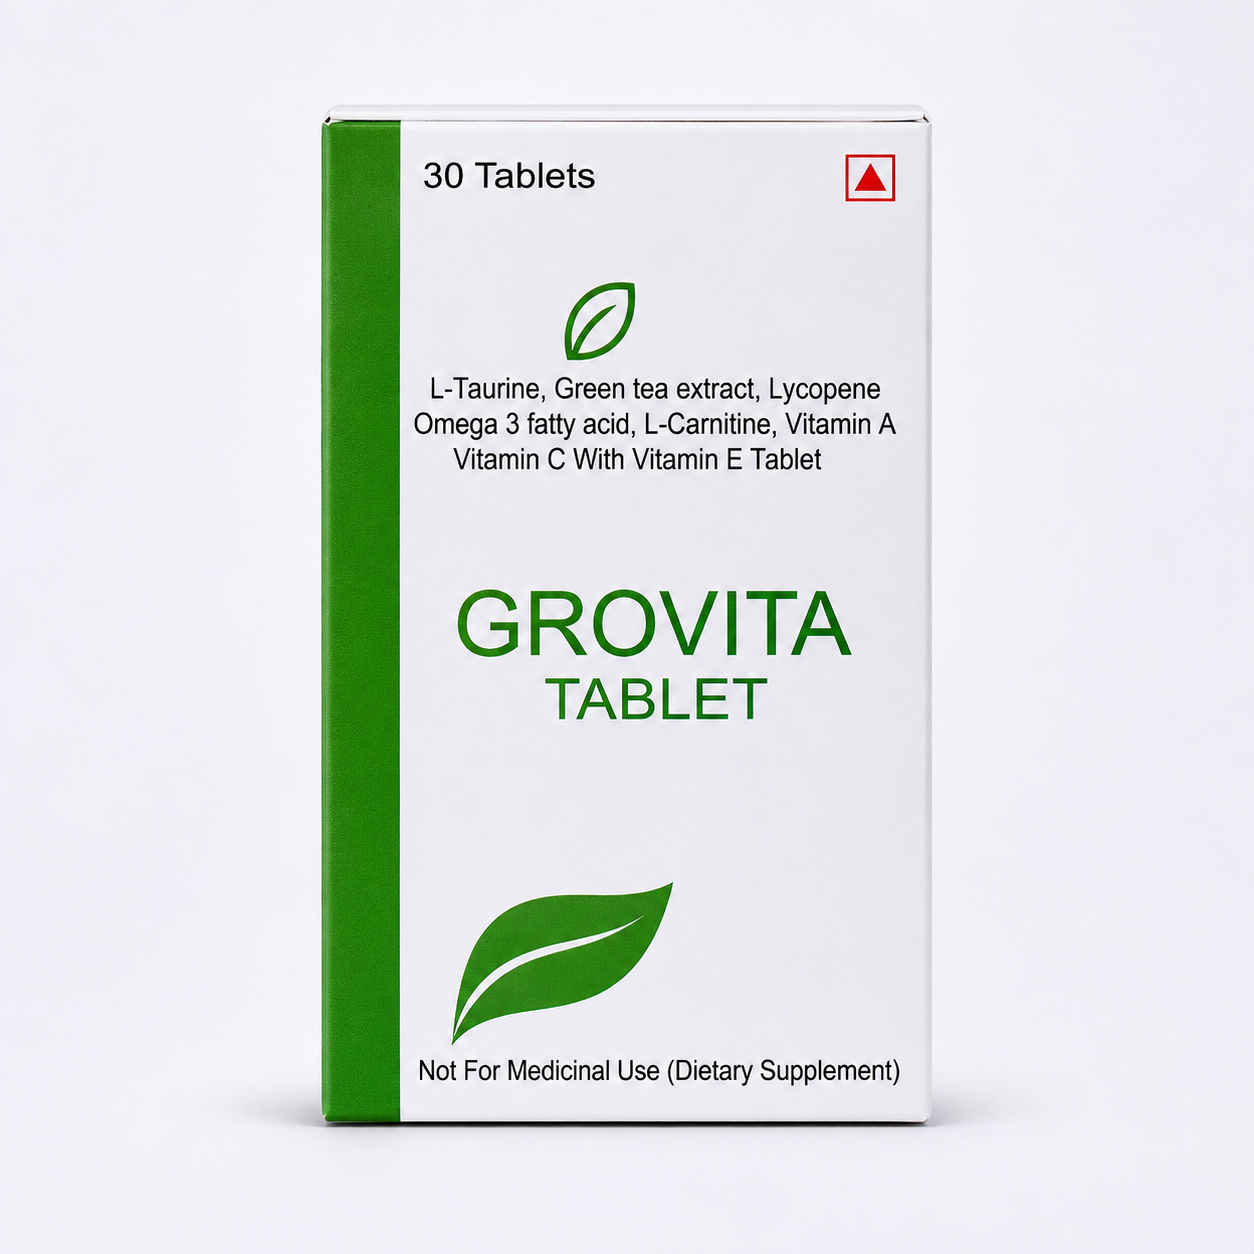 30 Tablets
L-Taurine, Green tea extract, Lycopene
Omega 3 fatty acid, L-Carnitine, Vitamin A
Vitamin C With Vitamin E Tablet
GROVITA
TABLET
Not For Medicinal Use (Dietary Supplement)